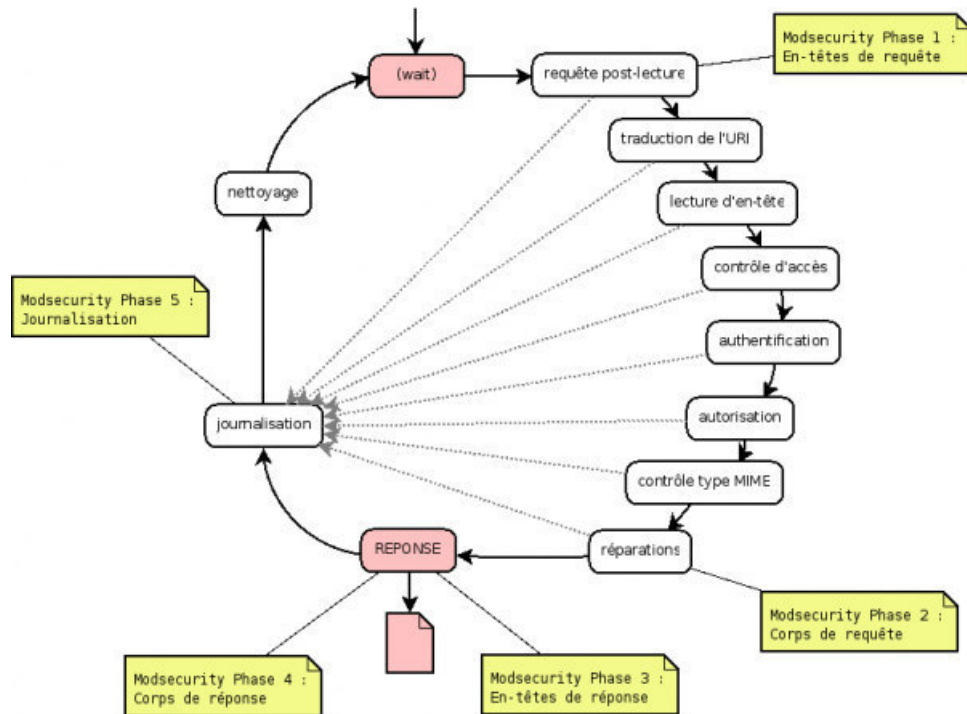 Modsecurity Phase 1 :
En-têtes de requête
(wait)
requête post-lecture
traduction de l'URI
nettoyage
lecture d'en-tête
contrôle d'accès
Modsecurity Phase 5 :
Journalisation
authentification
autorisation
journalisation
contrôle type MIME
REPONSE
réparations
Modsecurity Phase 2 :
Corps de requête
Modsecurity Phase 4 :
Corps de réponse
Modsecurity Phase 3 :
En-têtes de réponse